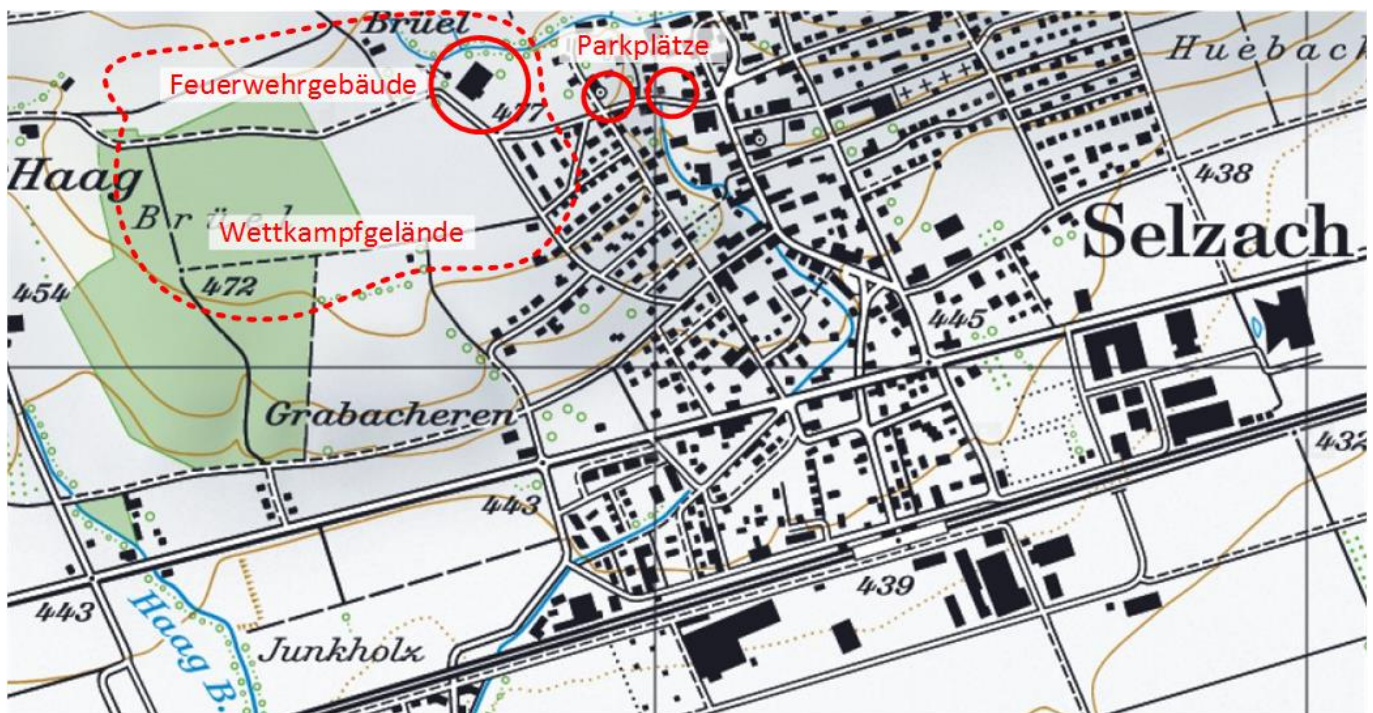 Brüel
Parkplätze
Huebach
Feuerwehrgebäude
477
Haag
438
Brüel
Wettkampfgelände
Selzach
454
472
445
Grabacheren
432
443
439
443
Haag B.
Junkholz